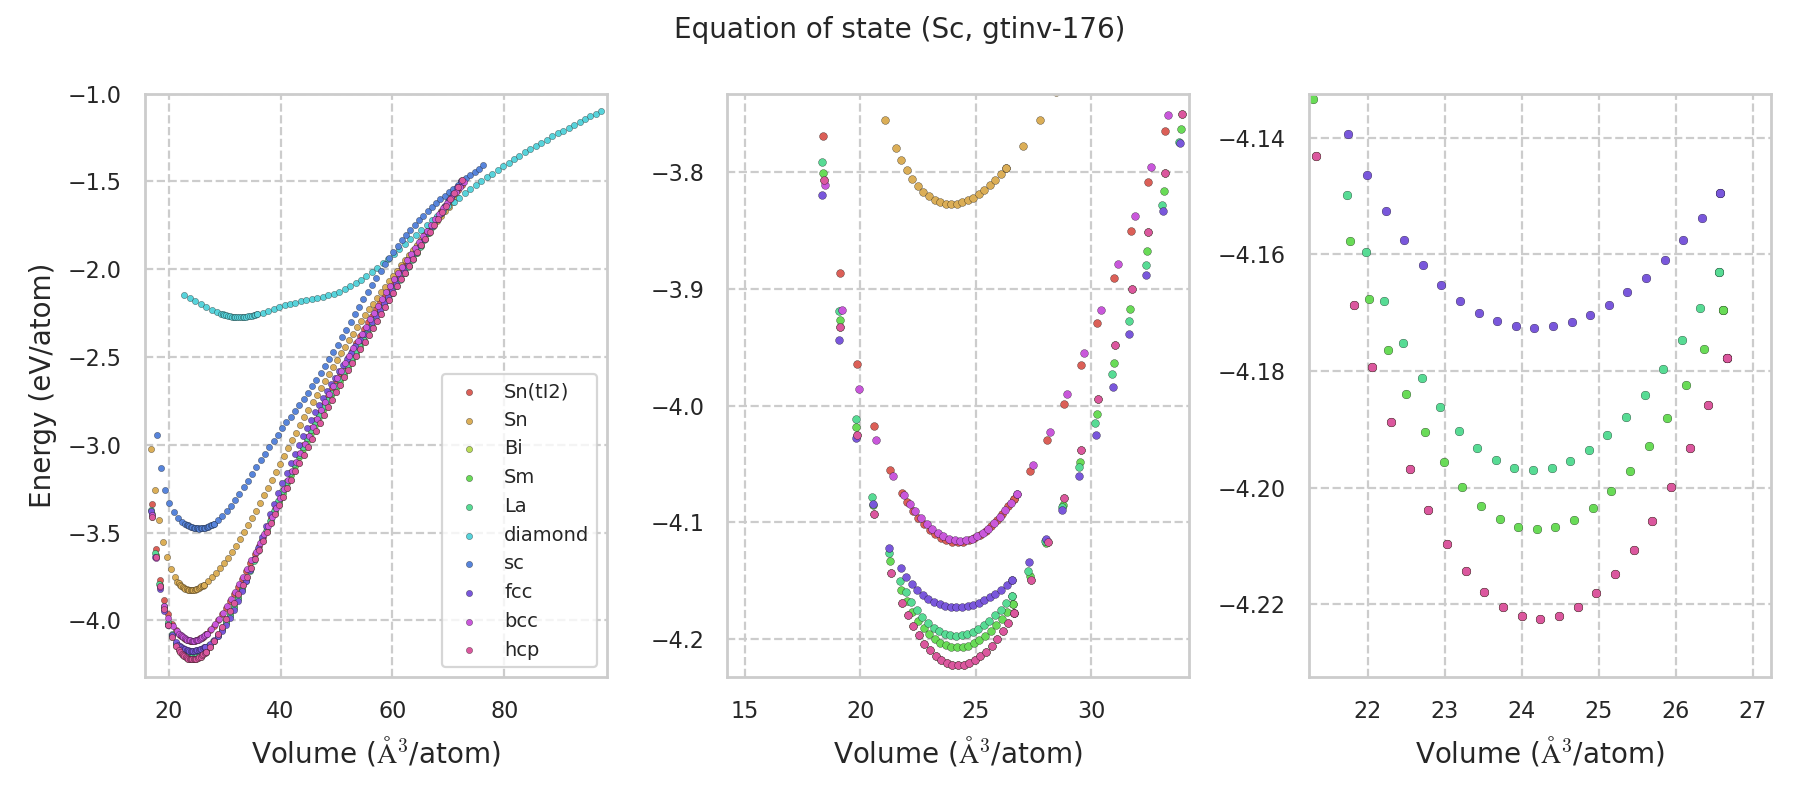 Equation of state (Sc, gtinv-176)
Energy (eV/atom)
−1.0
−1.5
−2.0
−2.5
−3.0
−3.5
−4.0
20 40 60 80
Volume (Å³/atom)
Sn(tI2)
Sn
Bi
Sm
La
diamond
sc
fcc
bcc
hcp
−3.8
−3.9
−4.0
−4.1
−4.2
15 20 25 30
Volume (Å³/atom)
−4.14
−4.16
−4.18
−4.20
−4.22
22 23 24 25 26 27
Volume (Å³/atom)